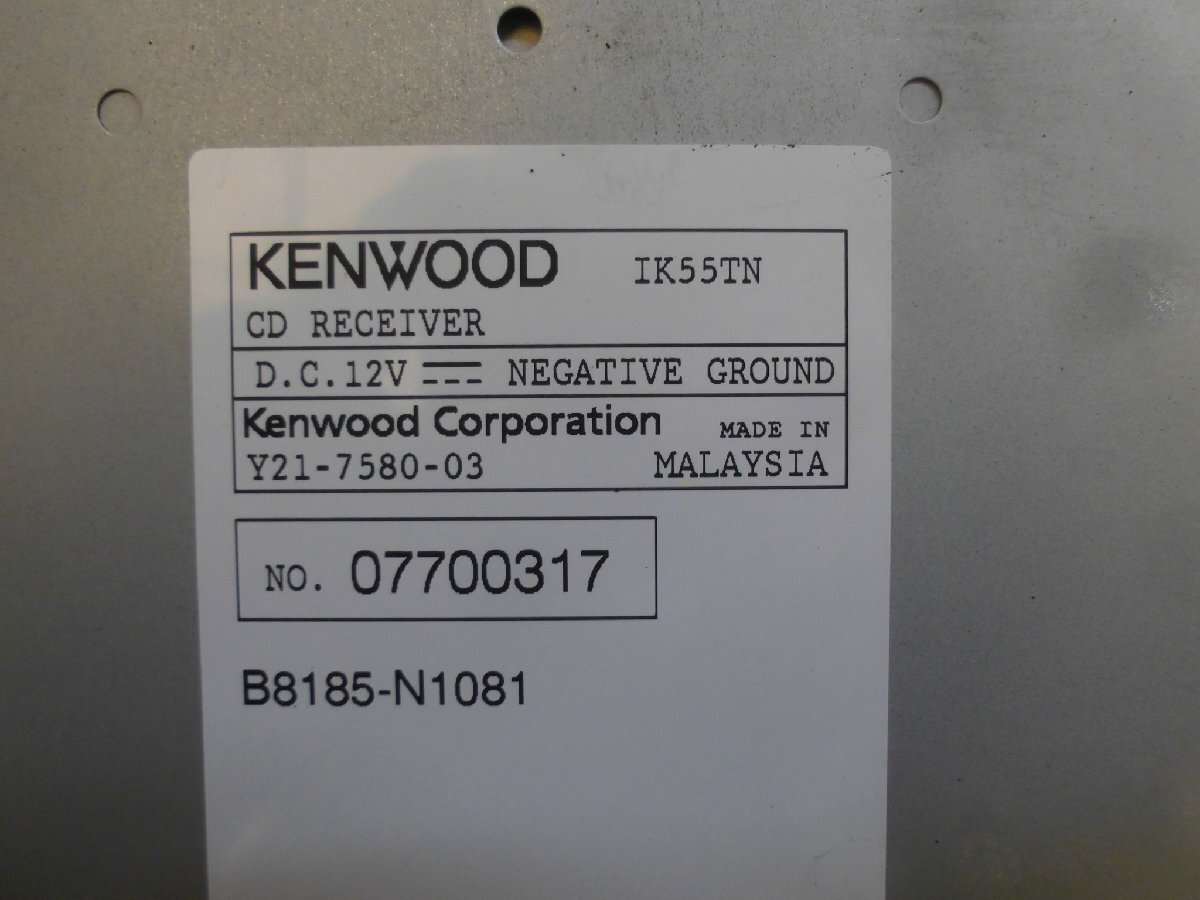 KENWOOD IK55TN
CD RECEIVER
D.C.12V NEGATIVE GROUND
Kenwood Corporation MADE IN
Y21-7580-03 MALAYSIA
NO. 07700317
B8185-N1081